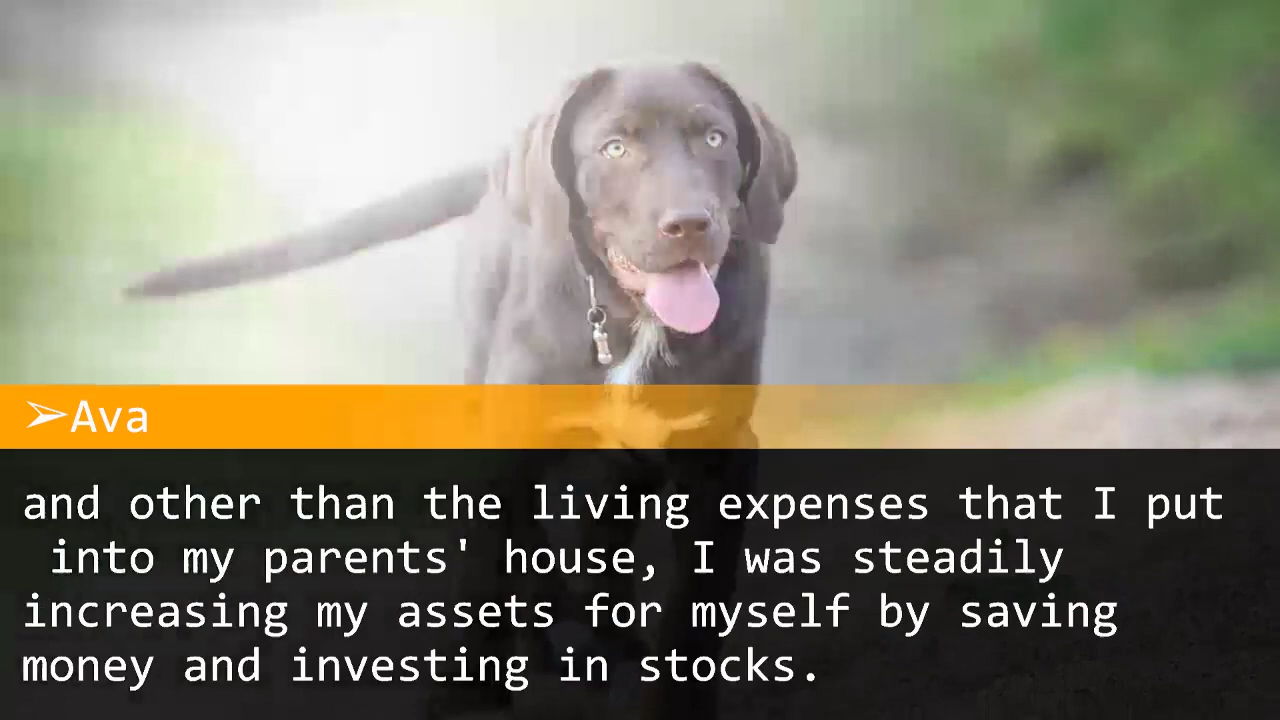 ➢Ava
and other than the living expenses that I put
into my parents' house, I was steadily
increasing my assets for myself by saving
money and investing in stocks.